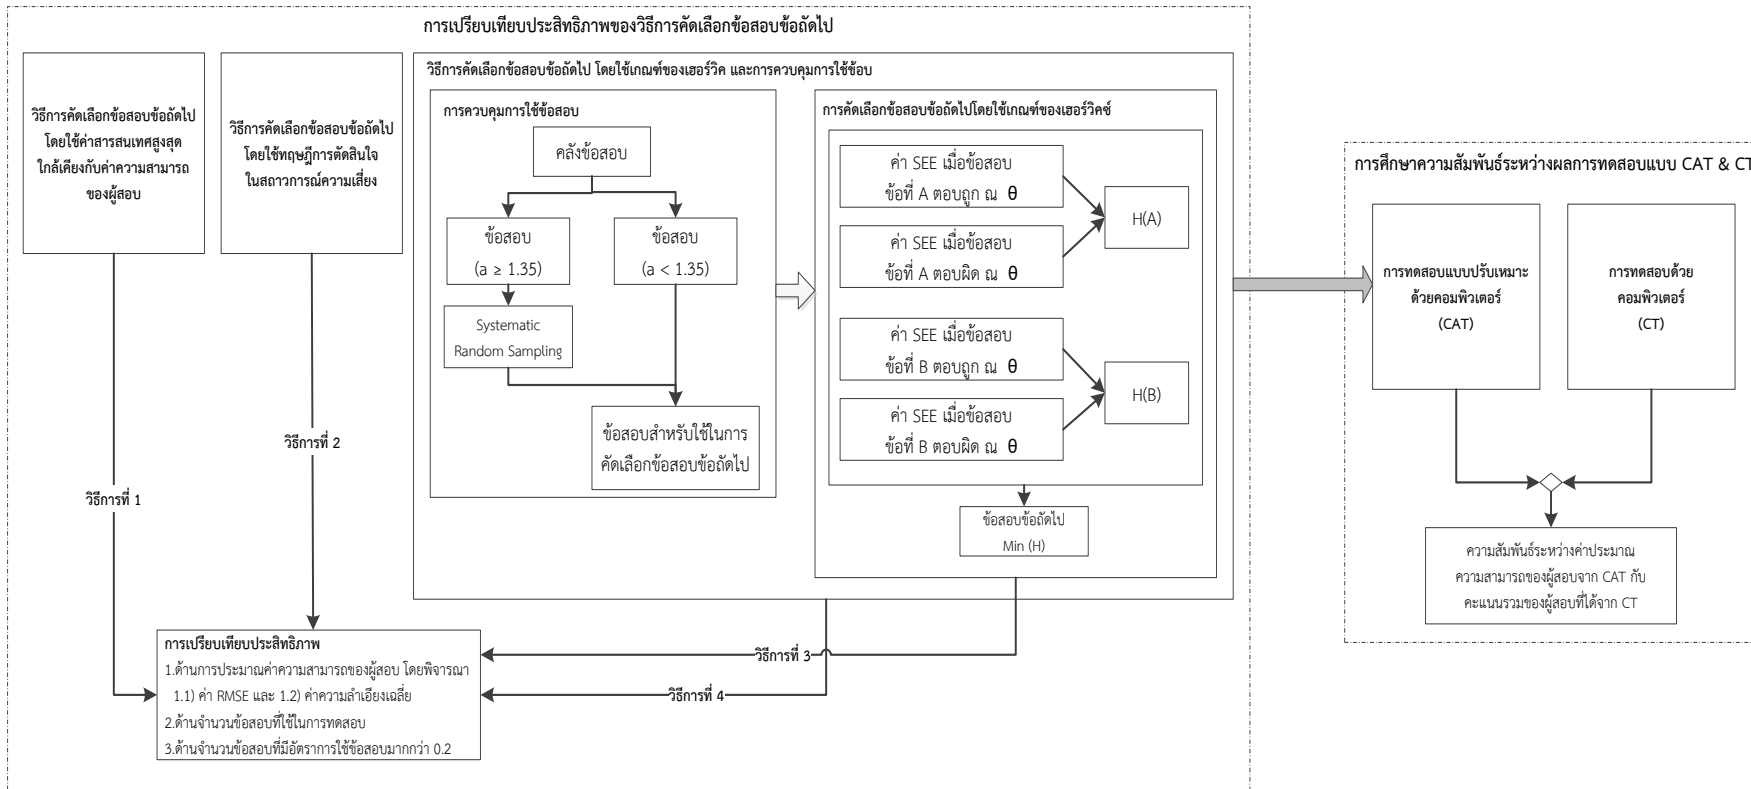 การเปรียบเทียบประสิทธิภาพของวิธีการคัดเลือกข้อสอบข้อถัดไป
วิธีการคัดเลือกข้อสอบข้อถัดไป
โดยใช้ค่าสารสนเทศสูงสุด
ใกล้เคียงกับค่าความสามารถ
ของผู้สอบ
วิธีการคัดเลือกข้อสอบข้อถัดไป
โดยใช้ทฤษฎีการตัดสินใจ
ในสถาวการณ์ความเสี่ยง
วิธีการคัดเลือกข้อสอบข้อถัดไป โดยใช้เกณฑ์ของเฮอร์วิค และการควบคุมการใช้ข้อบ
การควบคุมการใช้ข้อสอบ
คลังข้อสอบ
ข้อสอบ
(a ≥ 1.35)
ข้อสอบ
(a < 1.35)
Systematic
Random Sampling
ข้อสอบสำหรับใช้ในการ
คัดเลือกข้อสอบข้อถัดไป
การคัดเลือกข้อสอบข้อถัดไปโดยใช้เกณฑ์ของเฮอร์วิคซ์
ค่า SEE เมื่อข้อสอบ
ข้อที่ A ตอบถูก ณ θ
ค่า SEE เมื่อข้อสอบ
ข้อที่ A ตอบผิด ณ θ
H(A)
ค่า SEE เมื่อข้อสอบ
ข้อที่ B ตอบถูก ณ θ
ค่า SEE เมื่อข้อสอบ
ข้อที่ B ตอบผิด ณ θ
H(B)
ข้อสอบข้อถัดไป
Min (H)
วิธีการที่ 1
วิธีการที่ 2
วิธีการที่ 3
วิธีการที่ 4
การเปรียบเทียบประสิทธิภาพ
1.ด้านการประมาณค่าความสามารถของผู้สอบ โดยพิจารณา
1.1) ค่า RMSE และ 1.2) ค่าความลำเอียงเฉลี่ย
2.ด้านจำนวนข้อสอบที่ใช้ในการทดสอบ
3.ด้านจำนวนข้อสอบที่มีอัตราการใช้ข้อสอบมากกว่า 0.2
การศึกษาความสัมพันธ์ระหว่างผลการทดสอบแบบ CAT & CT
การทดสอบแบบปรับเหมาะ
ด้วยคอมพิวเตอร์
(CAT)
การทดสอบด้วย
คอมพิวเตอร์
(CT)
ความสัมพันธ์ระหว่างค่าประมาณ
ความสามารถของผู้สอบจาก CAT กับ
คะแนนรวมของผู้สอบที่ได้จาก CT